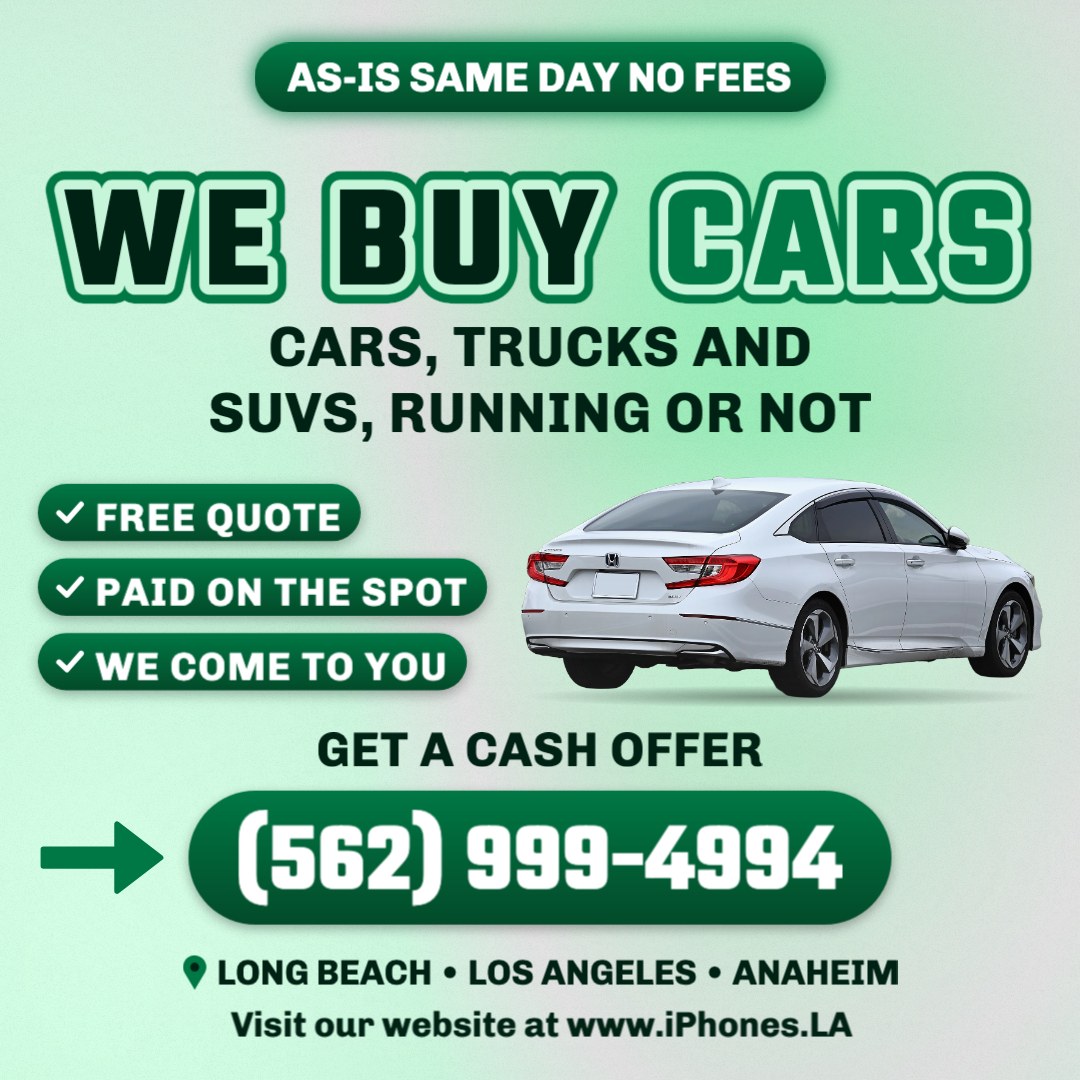 AS-IS SAME DAY NO FEES
WE BUY CARS
CARS, TRUCKS AND
SUVS, RUNNING OR NOT
FREE QUOTE
PAID ON THE SPOT
WE COME TO YOU
GET A CASH OFFER
(562) 999-4994
LONG BEACH • LOS ANGELES • ANAHEIM
Visit our website at www.iPhones.LA